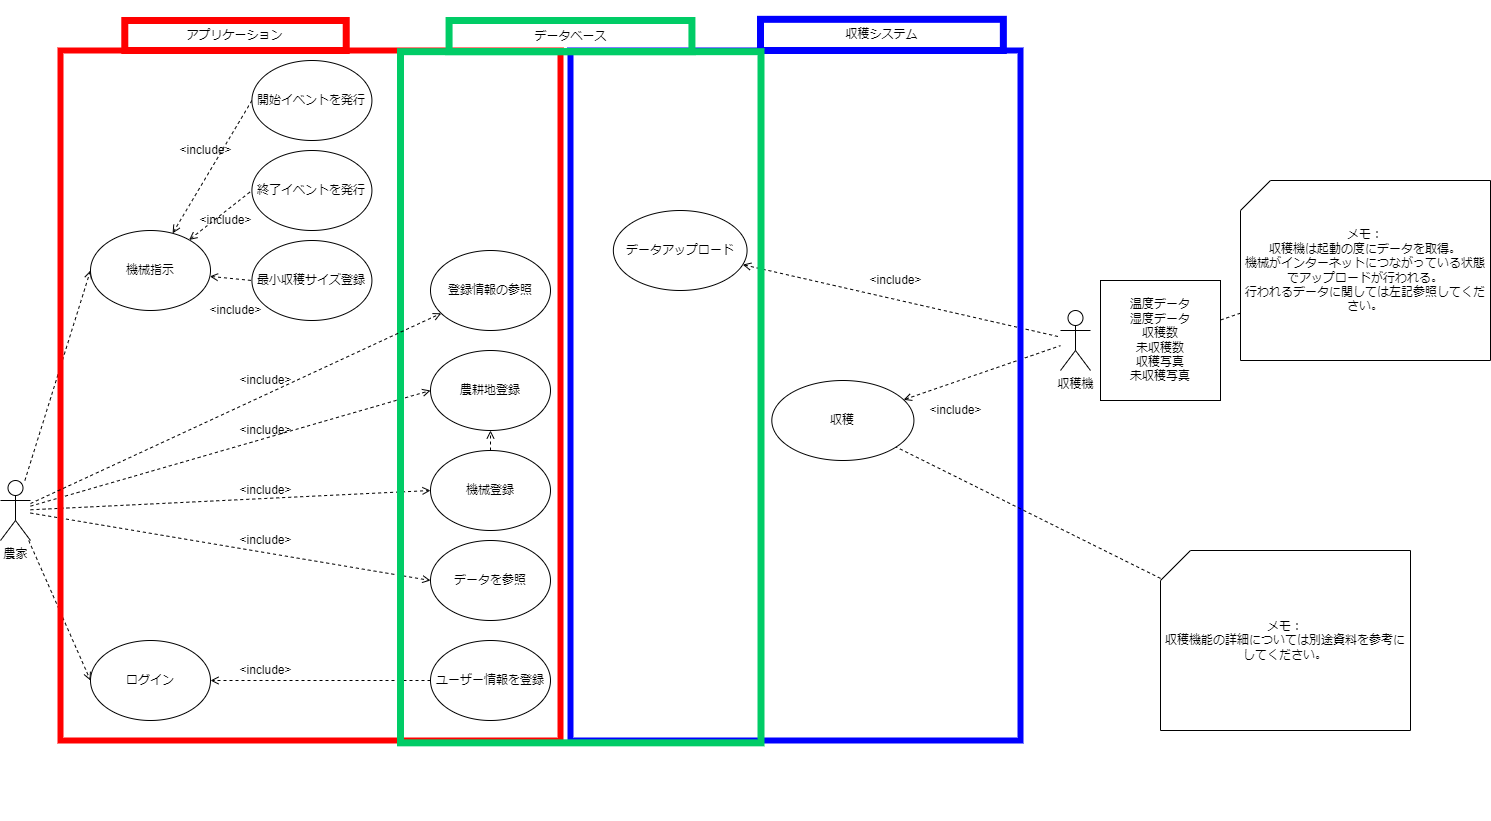 アプリケーション
データベース
収穫システム
開始イベントを発行
<include>
終了イベントを発行
<include>
機械指示
最小収穫サイズ登録
<include>
登録情報の参照
<include>
農耕地登録
<include>
機械登録
<include>
データを参照
<include>
農家
ログイン
<include>
ユーザー情報を登録
データアップロード
<include>
収穫
<include>
収穫機
温度データ
湿度データ
収穫数
未収穫数
収穫写真
未収穫写真
メモ：
収穫機は起動の度にデータを取得。
機械がインターネットにつながっている状態
でアップロードが行われる。
行われるデータに関しては左記参照してくだ
さい。
メモ：
収穫機能の詳細については別途資料を参考に
してください。